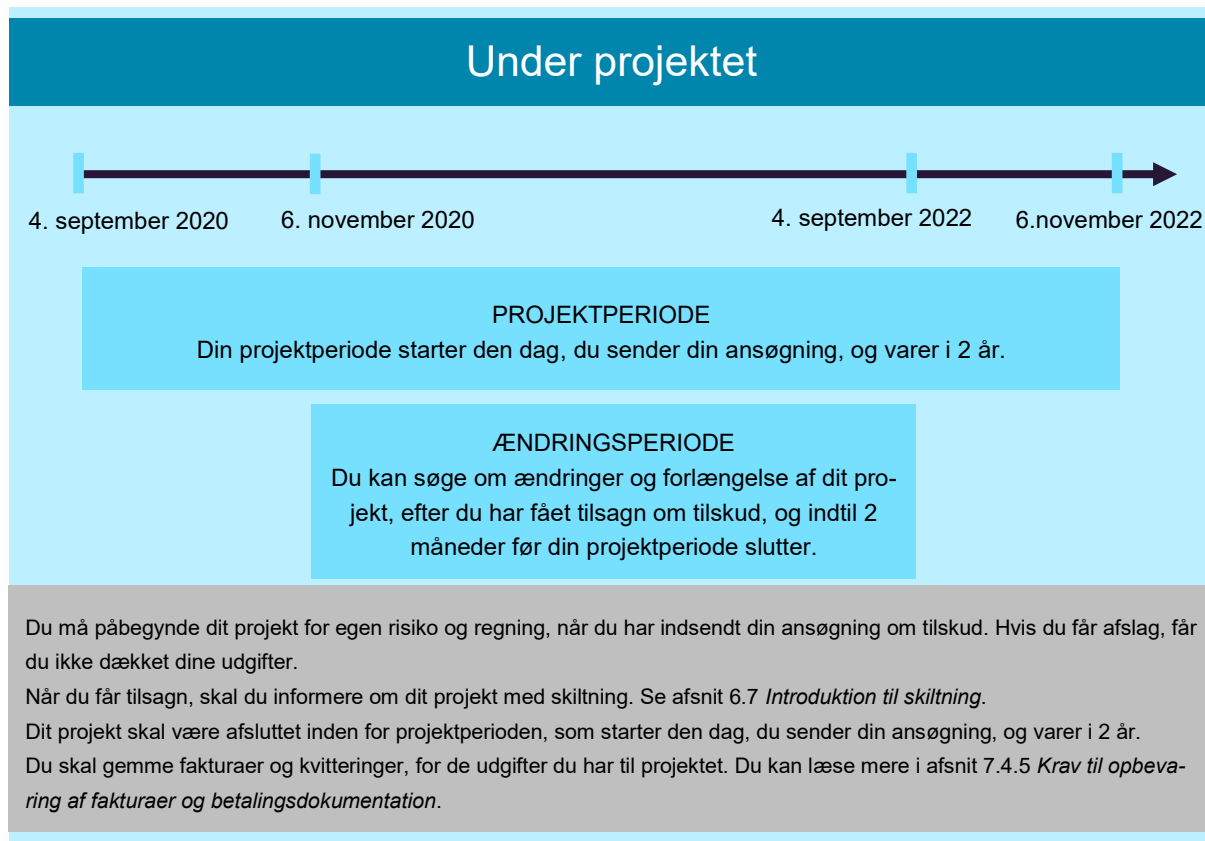 Under projektet
4. september 2020
6. november 2020
4. september 2022
6.november 2022
PROJEKTPERIODE
Din projektperiode starter den dag, du sender din ansøgning, og varer i 2 år.
ÆNDRINGSPERIODE
Du kan søge om ændringer og forlængelse af dit pro-
jekt, efter du har fået tilsagn om tilskud, og indtil 2
måneder før din projektperiode slutter.
Du må påbegynde dit projekt for egen risiko og regning, når du har indsendt din ansøgning om tilskud. Hvis du får afslag, får
du ikke dækket dine udgifter.
Når du får tilsagn, skal du informere om dit projekt med skiltning. Se afsnit 6.7 Introduktion til skiltning.
Dit projekt skal være afsluttet inden for projektperioden, som starter den dag, du sender din ansøgning, og varer i 2 år.
Du skal gemme fakturaer og kvitteringer, for de udgifter du har til projektet. Du kan læse mere i afsnit 7.4.5 Krav til opbeva-
ring af fakturaer og betalingsdokumentation.